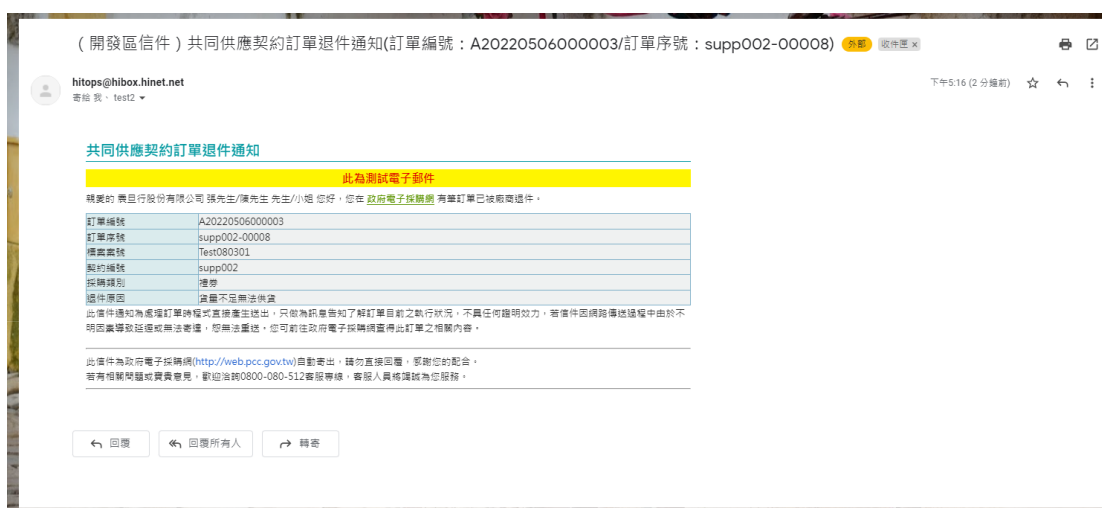 （開發區信件）共同供應契約訂單退件通知(訂單編號：A20220506000003/訂單序號：supp002-00008) 外部 收件匣 x
hitops@hibox.hinet.net
下午5:16 (2 分鐘前)
寄給 我、 test2
共同供應契約訂單退件通知
此為測試電子郵件
親愛的 農旦行股份有限公司 張先生/陳先生 先生/小姐 您好，您在 政府電子採購網 有筆訂單已被廠商退件。
訂單編號 A20220506000003
訂單序號 supp002-00008
標案案號 Test080301
契約編號 supp002
採購類別 禮券
退件原因 貨量不足無法供貨
此信件通知為處理訂單時程式直接產生送出，只做為訊息告知了解訂單目前之執行狀況，不具任何證明效力，若信件因網路傳送過程中由於不
明因素導致延遲或無法寄達，恕無法重送，您可前往政府電子採購網查得此訂單之相關內容。
此信件為政府電子採購網(http://web.pcc.gov.tw)自動寄出，請勿直接回覆，感謝您的配合。
若有相關問題或寶貴意見，歡迎洽詢0800-080-512客服專線，客服人員將竭誠為您服務。
回覆 回覆所有人 轉寄